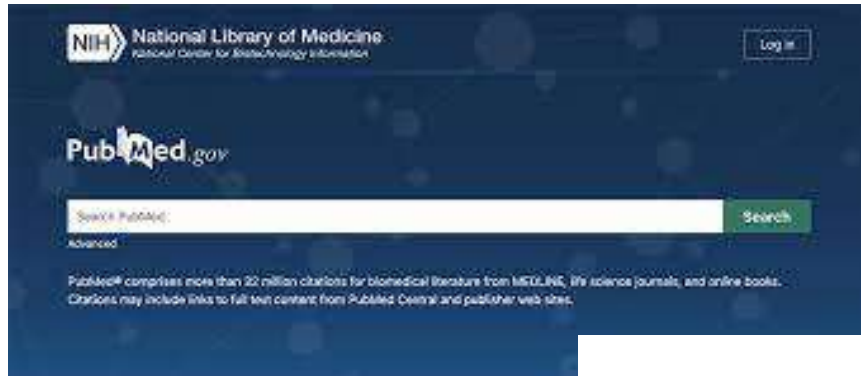 NIH
National Library of Medicine
National Center for Biotechnology Information
Log in
PubMed.gov
Search PubMed
Search
Advanced
PubMed® comprises more than 32 million citations for biomedical literature from MEDLINE, life science journals, and online books.
Citations may include links to full text content from PubMed Central and publisher web sites.